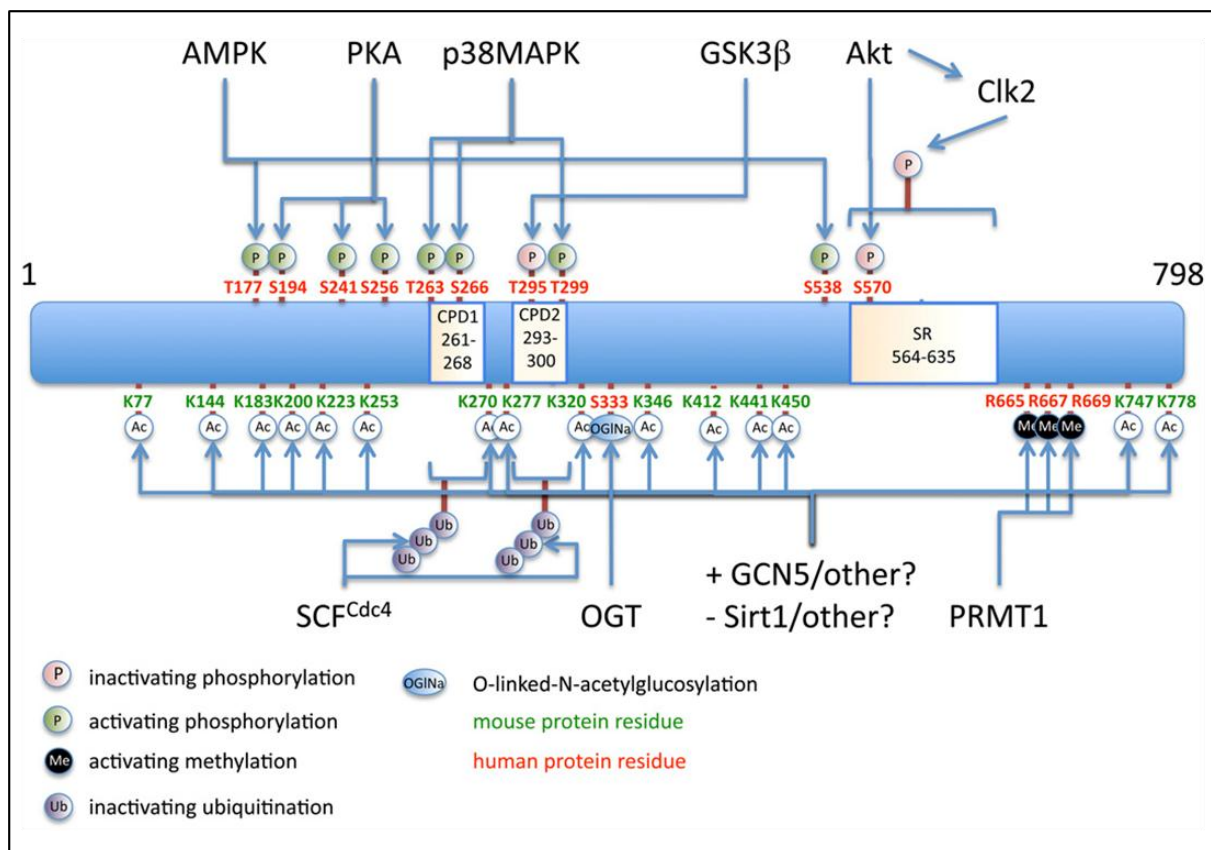 AMPK PKA p38MAPK GSK3β Akt
Clk2
P
P P P P P P P P P P
1 798
T177 S194 S241 S256 T263 S266 T295 T299 S538 S570
CPD1
261-
268
CPD2
293-
300
SR
564-635
K77 K144 K183 K200 K223 K253 K270 K277 K320 S333 K346 K412 K441 K450 R665 R667 R669 K747 K778
Ac Ac Ac Ac Ac Ac Ac Ac Ac OGlNa Ac Ac Ac Ac Me Me Me Ac Ac
Ub Ub
Ub Ub
Ub Ub
+ GCN5/other?
SCFCdc4 OGT - Sirt1/other? PRMT1
P inactivating phosphorylation
P activating phosphorylation
Me activating methylation
Ub inactivating ubiquitination
OGlNa O-linked-N-acetylglucosylation
mouse protein residue
human protein residue